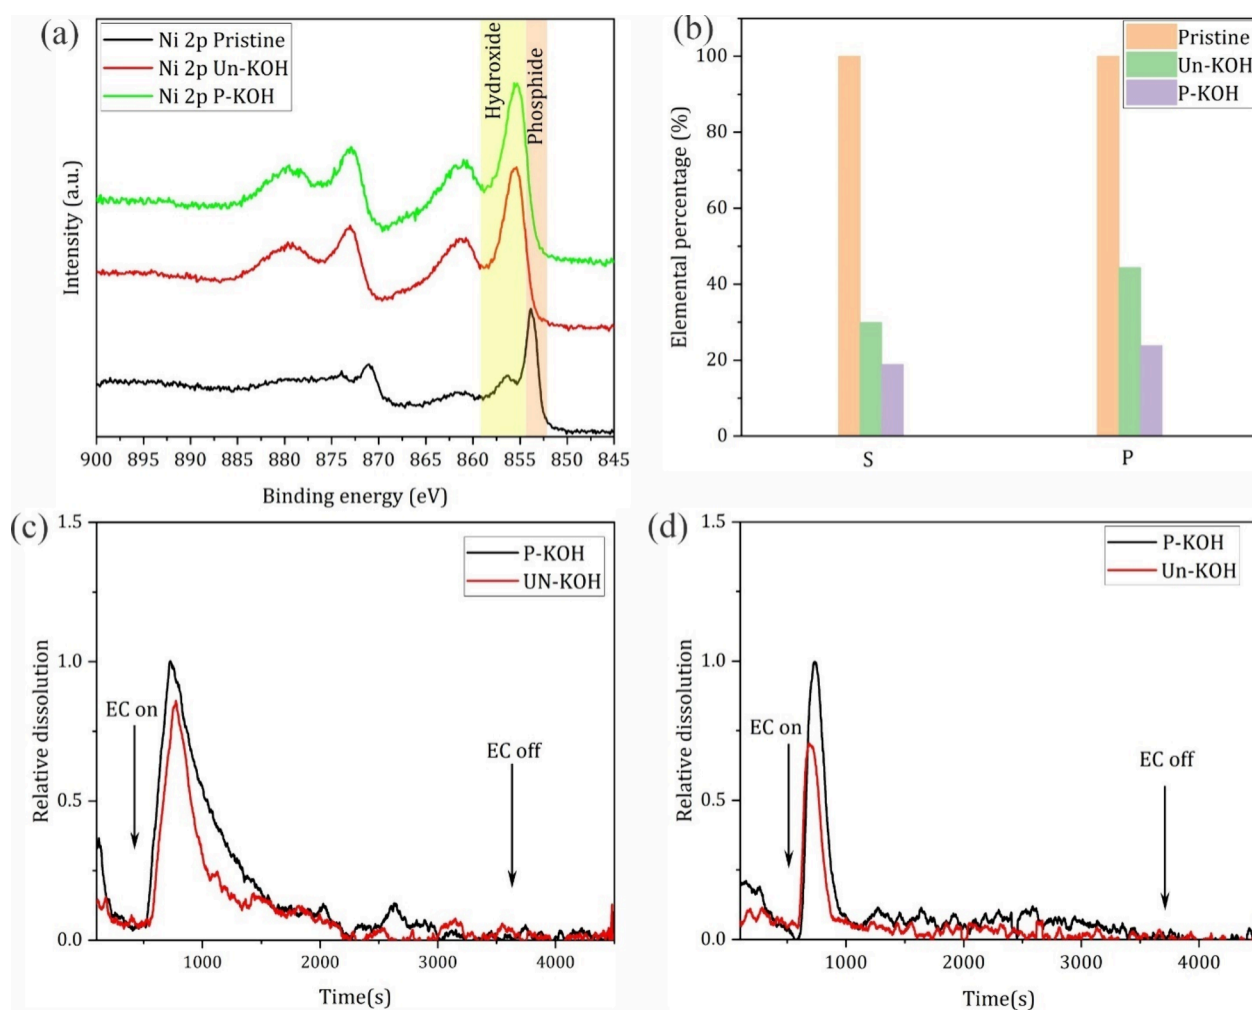 (a)
Ni 2p Pristine
Ni 2p Un-KOH
Ni 2p P-KOH
Hydroxide
Phosphide
Intensity (a.u.)
900 895 890 885 880 875 870 865 860 855 850 845
Binding energy (eV)
(b)
Pristine
Un-KOH
P-KOH
Elemental percentage (%)
100
80
60
40
20
0
S P
(c)
P-KOH
UN-KOH
Relative dissolution
1.5
1.0
0.5
0.0
EC on
EC off
1000 2000 3000 4000
Time(s)
(d)
P-KOH
Un-KOH
Relative dissolution
1.5
1.0
0.5
0.0
EC on
EC off
1000 2000 3000 4000
Time(s)